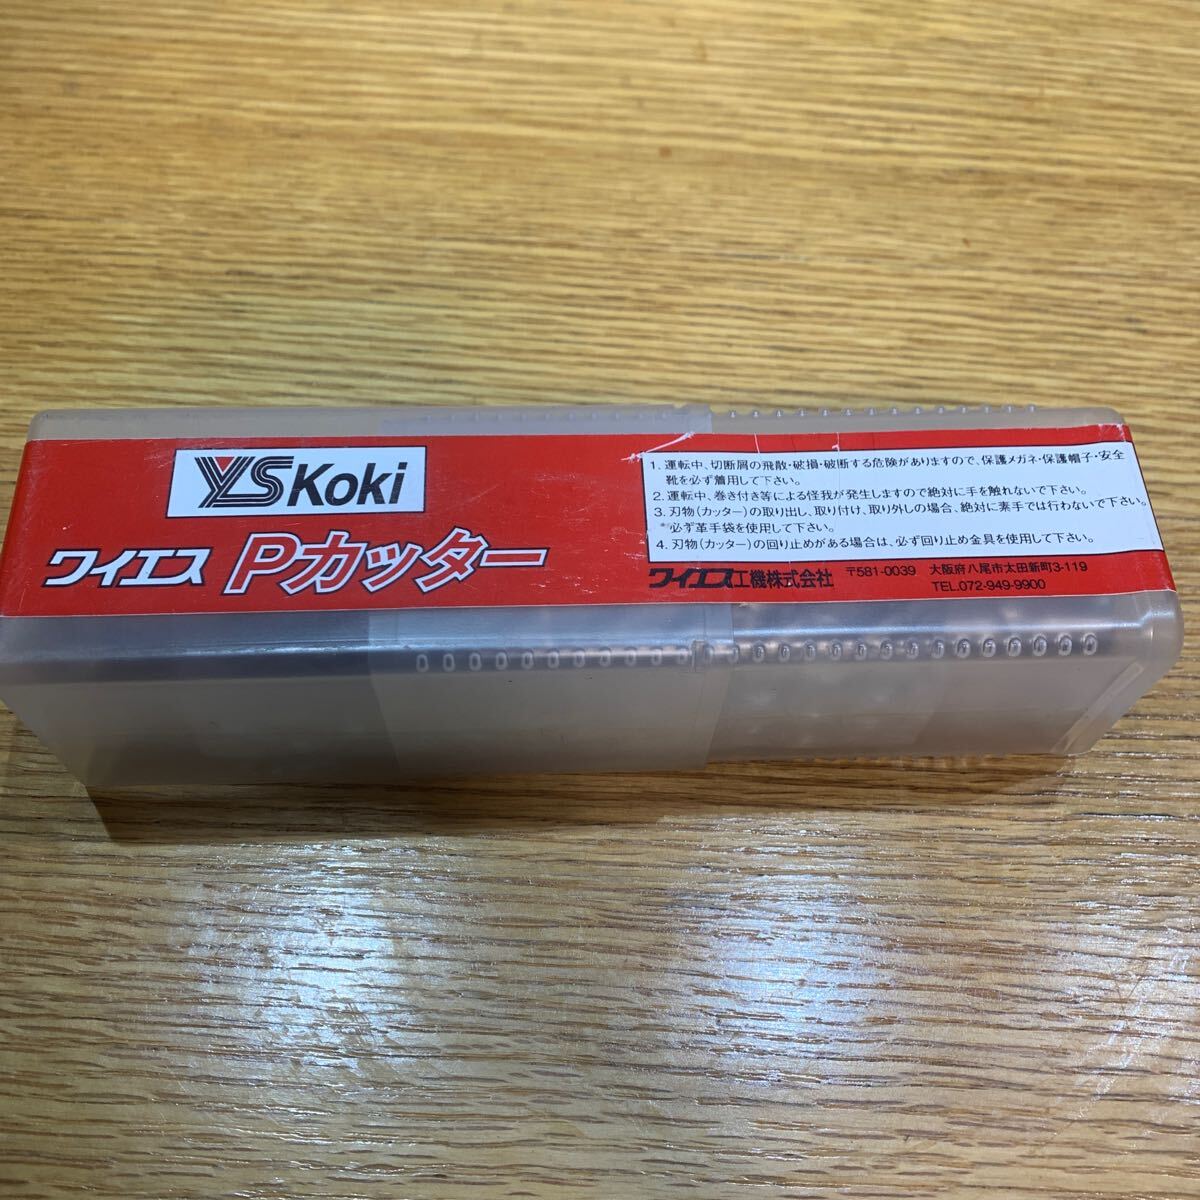 YS Koki
ワイエス Pカッター
1. 運転中、切断屑の飛散・破損・破断する危険がありますので、保護メガネ・保護帽子・安全
靴を必ず着用して下さい。
2. 運転中、巻き付き等による怪我が発生しますので絶対に手を触れないで下さい。
3. 刃物(カッター)の取り出し、取り付け、取り外しの場合、絶対に素手では行わないで下さい。
*必ず革手袋を使用して下さい。
4. 刃物(カッター)の回り止めがある場合は、必ず回り止め金具を使用して下さい。
ワイエス工機株式会社 〒581-0039 大阪府八尾市太田新町3-119
TEL.072-949-9900